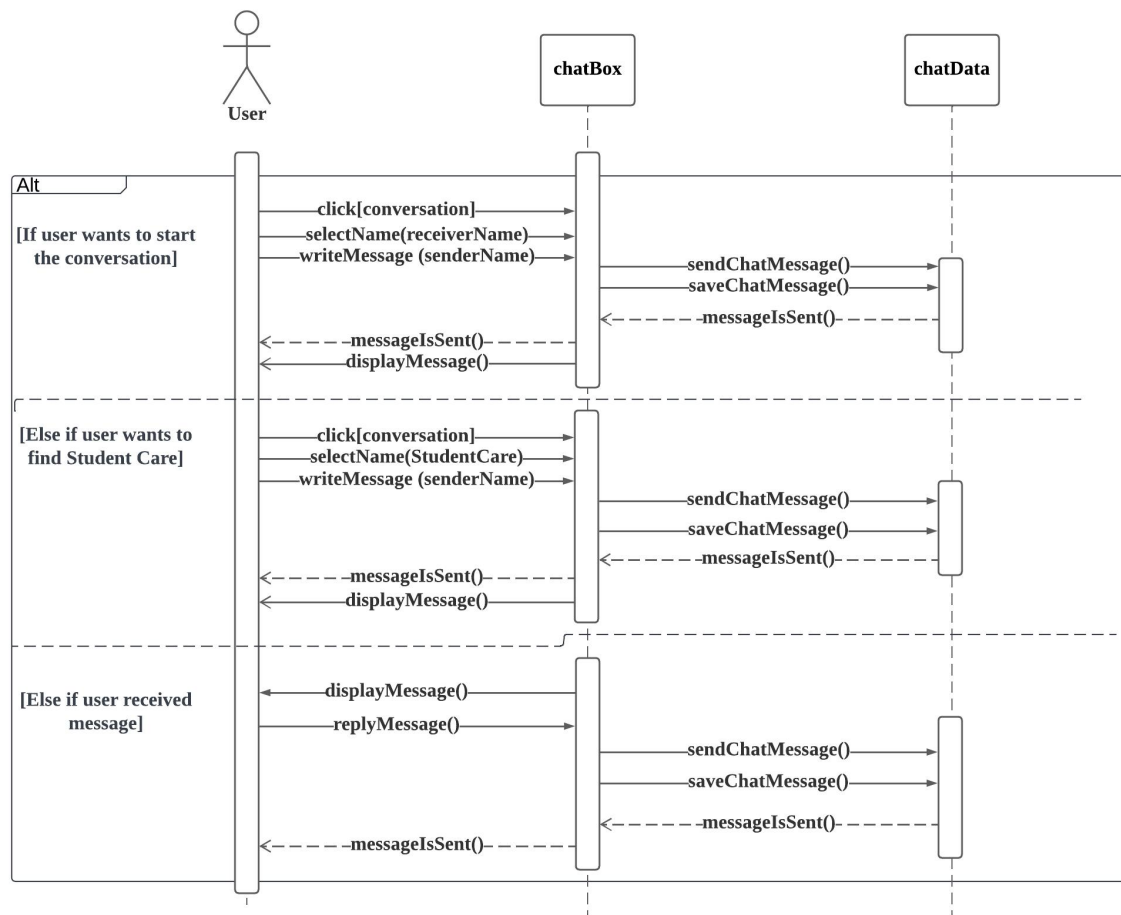 User
chatBox
chatData
Alt
[If user wants to start
the conversation]
click[conversation]
selectName(receiverName)
writeMessage (senderName)
sendChatMessage()
saveChatMessage()
messageIsSent()
messageIsSent()
displayMessage()
[Else if user wants to
find Student Care]
click[conversation]
selectName(StudentCare)
writeMessage (senderName)
sendChatMessage()
saveChatMessage()
messageIsSent()
messageIsSent()
displayMessage()
[Else if user received
message]
displayMessage()
replyMessage()
sendChatMessage()
saveChatMessage()
messageIsSent()
messageIsSent()